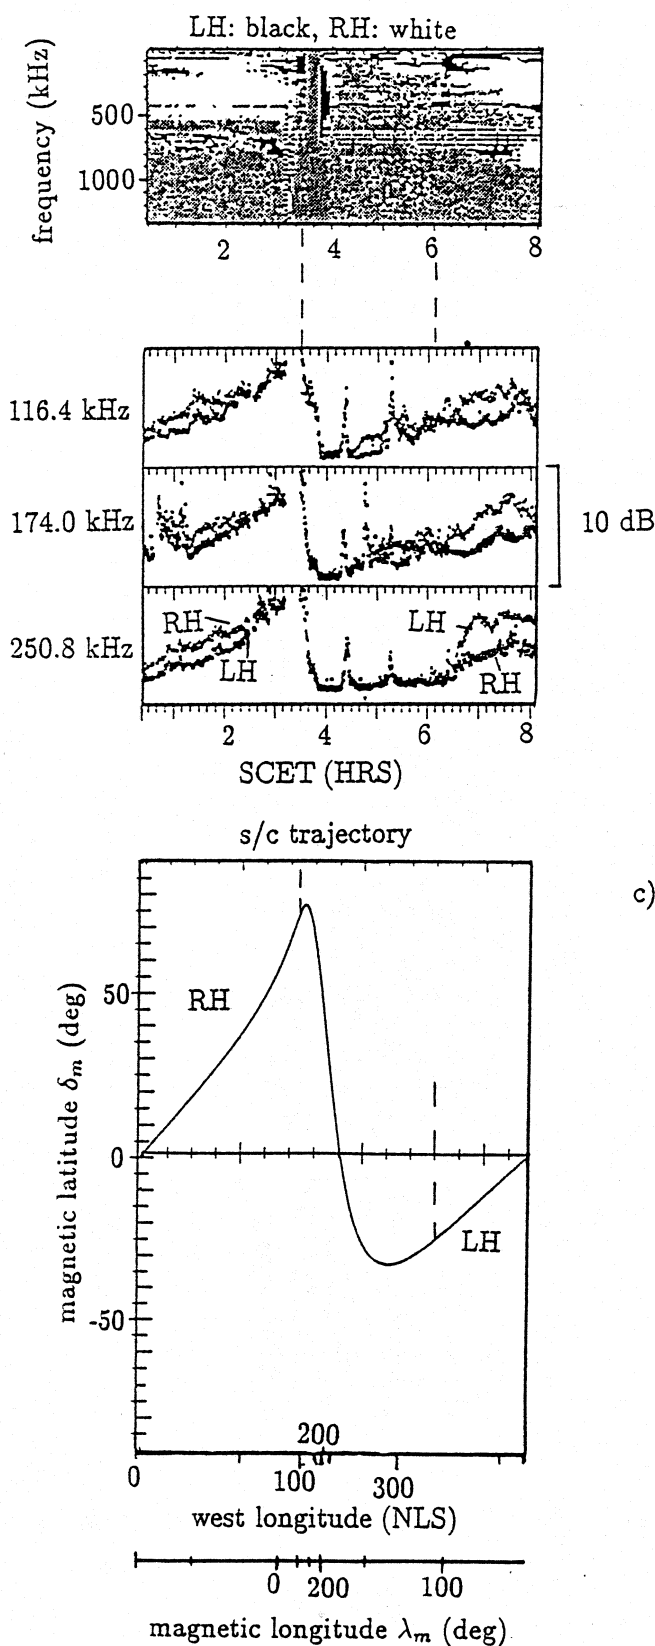 LH: black, RH: white
frequency (kHz)
500
1000
2 4 6 8
116.4 kHz
174.0 kHz
10 dB
250.8 kHz
RH
LH
LH
RH
2 4 6 8
SCET (HRS)
s/c trajectory
c)
magnetic latitude δm (deg)
50
0
-50
RH
LH
200
0 100 300
west longitude (NLS)
0 200 100
magnetic longitude λm (deg)